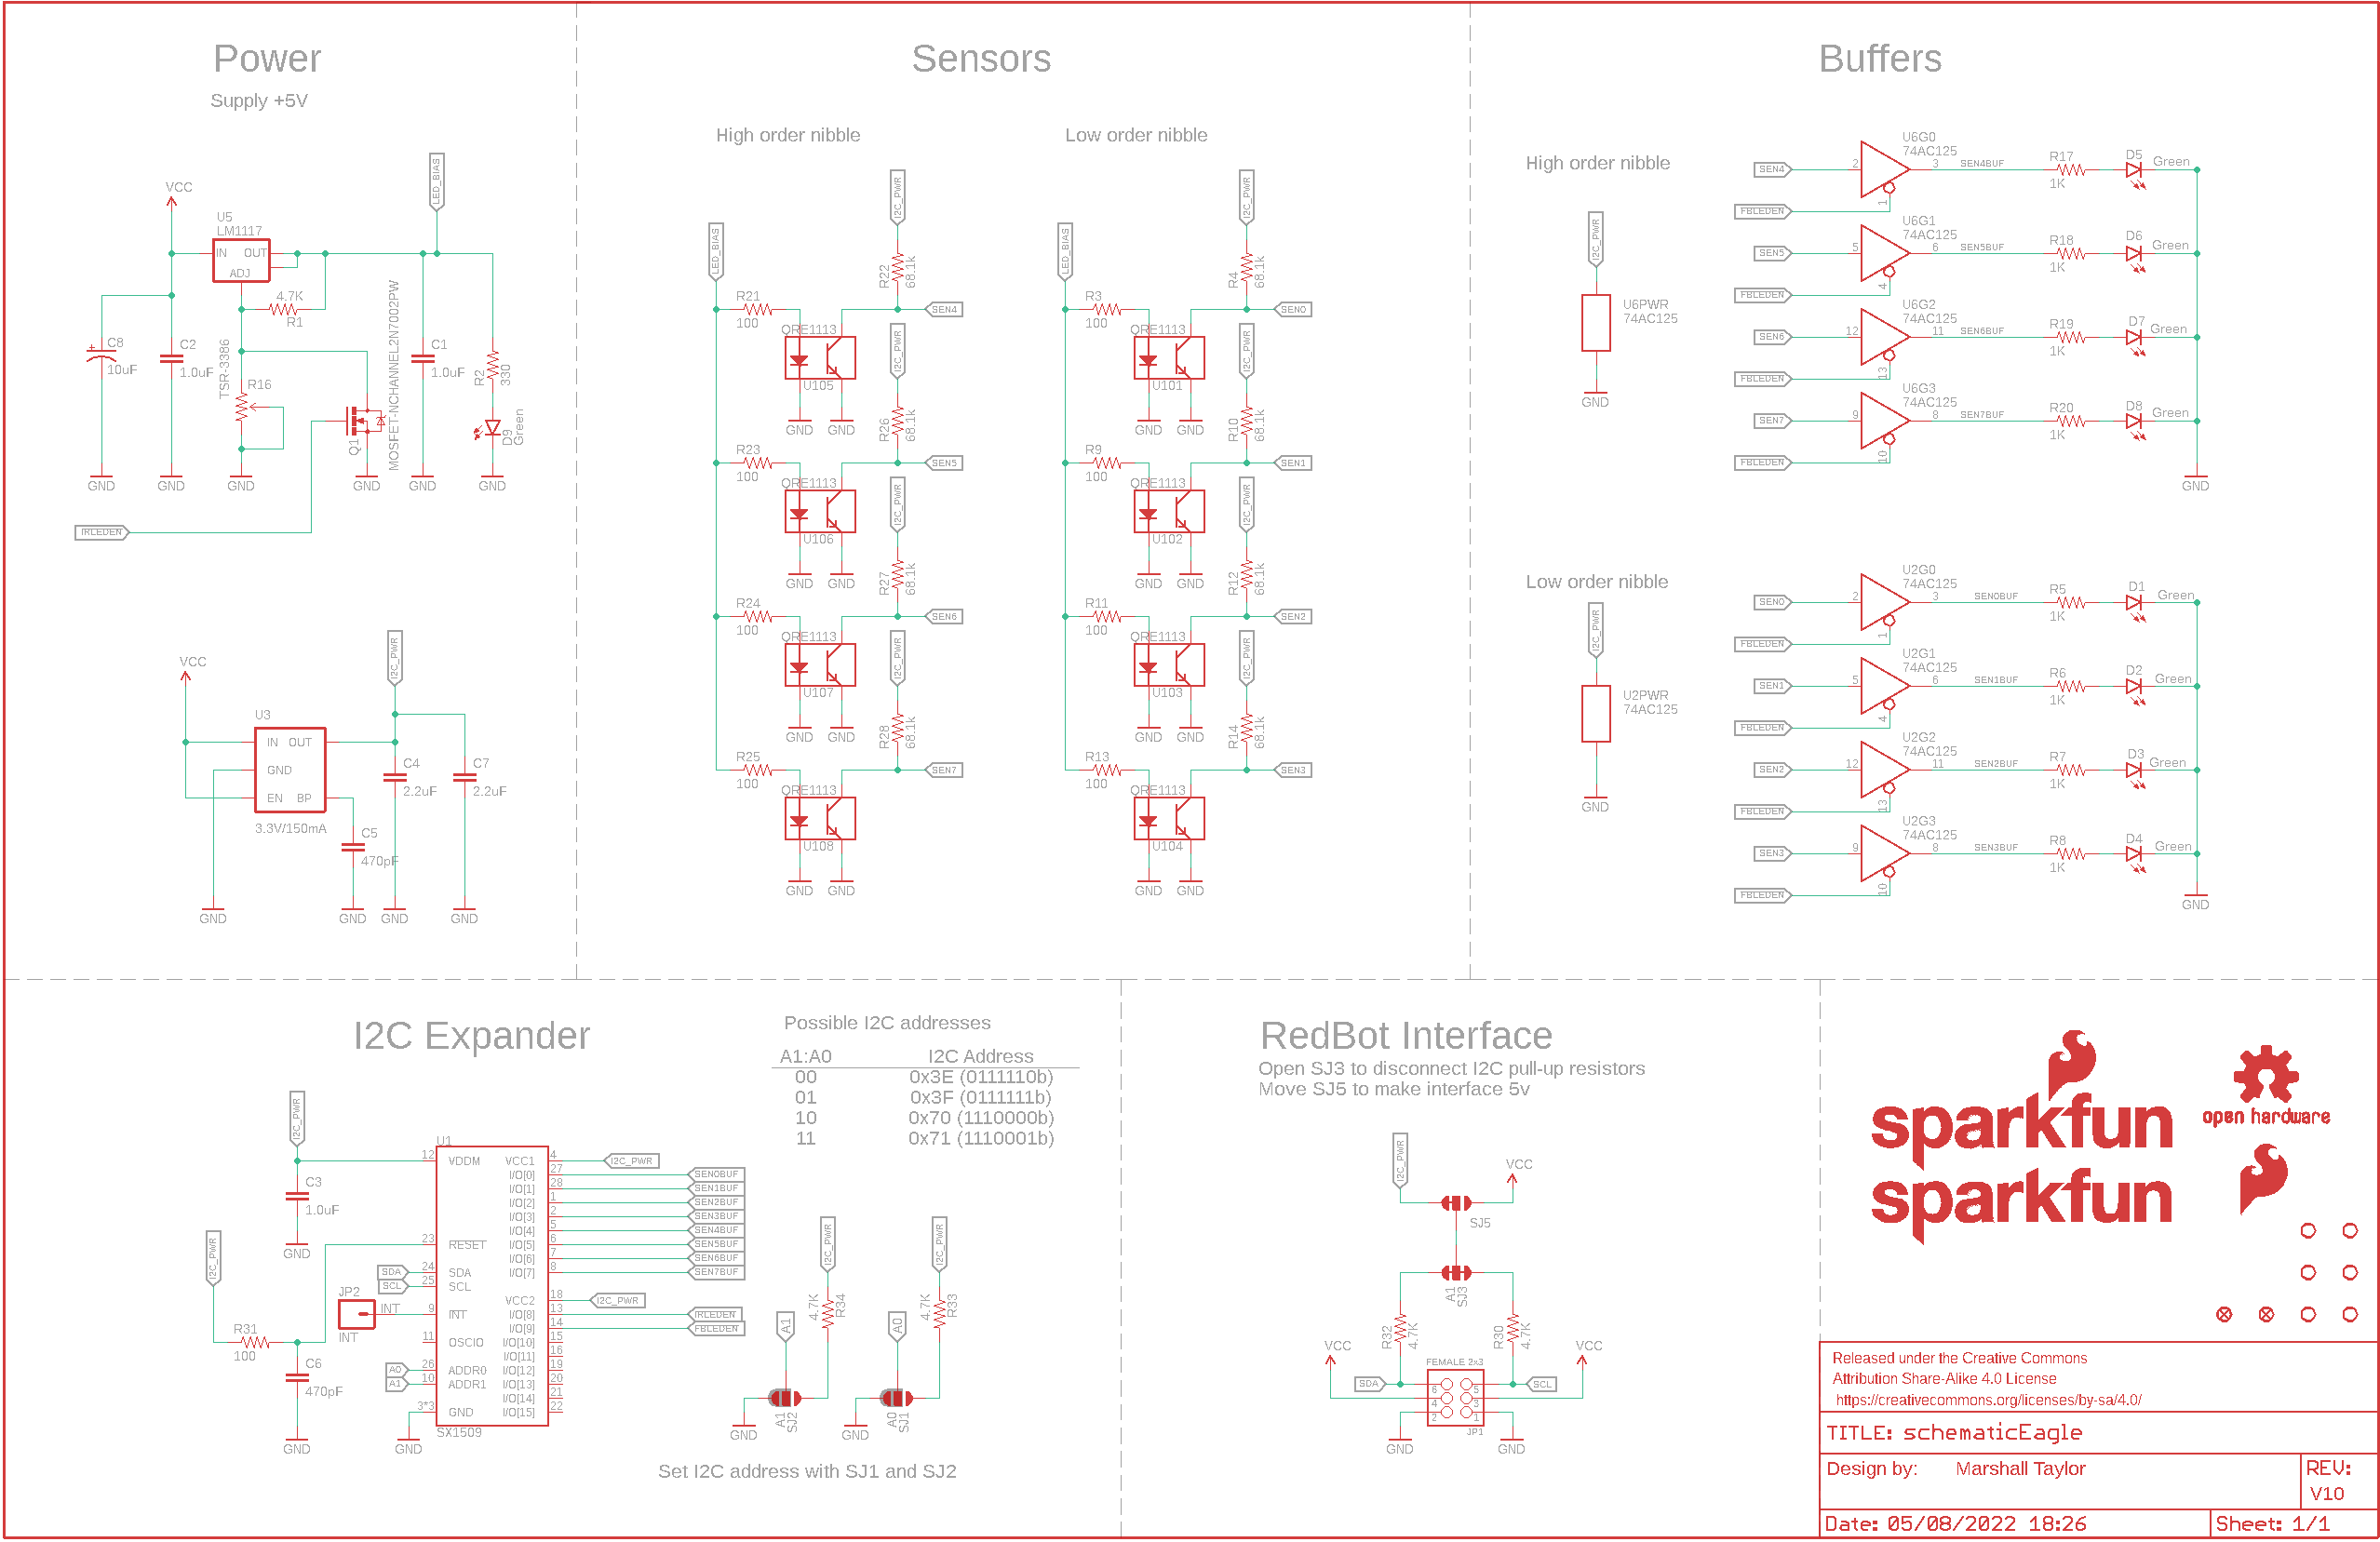 Power
Supply +5V
VCC
LED_BIAS
U5
LM1117
IN OUT
ADJ
4.7K
R1
C8
10uF
C2
1.0uF
TSR-3386
R16
MOSFET-NCHANNEL2N7002PW
Q1
C1
1.0uF
R2
330
D9
Green
GND GND GND GND GND GND
IRLEDEN
VCC
I2C_PWR
U3
IN OUT
GND
EN BP
3.3V/150mA
C4
2.2uF
C7
2.2uF
C5
470pF
GND GND GND GND
Sensors
High order nibble
LED_BIAS
I2C_PWR
R22
68.1k
R21
100
SEN4
QRE1113
U105
GND GND
I2C_PWR
R26
68.1k
R23
100
SEN5
QRE1113
U106
GND GND
I2C_PWR
R27
68.1k
R24
100
SEN6
QRE1113
U107
GND GND
I2C_PWR
R28
68.1k
R25
100
SEN7
QRE1113
U108
GND GND
Low order nibble
LED_BIAS
I2C_PWR
R4
68.1k
R3
100
SEN0
QRE1113
U101
GND GND
I2C_PWR
R10
68.1k
R9
100
SEN1
QRE1113
U102
GND GND
I2C_PWR
R12
68.1k
R11
100
SEN2
QRE1113
U103
GND GND
I2C_PWR
R14
68.1k
R13
100
SEN3
QRE1113
U104
GND GND
Buffers
High order nibble
I2C_PWR
U6PWR
74AC125
GND
U6G0
74AC125
SEN4 2 3 SEN4BUF R17 1K D5 Green
FBLEDEN 1
U6G1
74AC125
SEN5 5 6 SEN5BUF R18 1K D6 Green
FBLEDEN 4
U6G2
74AC125
SEN6 12 11 SEN6BUF R19 1K D7 Green
FBLEDEN 13
U6G3
74AC125
SEN7 9 8 SEN7BUF R20 1K D8 Green
FBLEDEN 10
GND
Low order nibble
I2C_PWR
U2PWR
74AC125
GND
U2G0
74AC125
SEN0 2 3 SEN0BUF R5 1K D1 Green
FBLEDEN 1
U2G1
74AC125
SEN1 5 6 SEN1BUF R6 1K D2 Green
FBLEDEN 4
U2G2
74AC125
SEN2 12 11 SEN2BUF R7 1K D3 Green
FBLEDEN 13
U2G3
74AC125
SEN3 9 8 SEN3BUF R8 1K D4 Green
FBLEDEN 10
GND
I2C Expander
Possible I2C addresses
A1:A0 I2C Address
00 0x3E (0111110b)
01 0x3F (0111111b)
10 0x70 (1110000b)
11 0x71 (1110001b)
I2C_PWR
C3
1.0uF
GND
I2C_PWR
R31
100
C6
470pF
GND
JP2
INT
INT
U1
12 VDDM VCC1 4 I2C_PWR
I/O[0] 27 SEN0BUF
I/O[1] 28 SEN1BUF
I/O[2] 1 SEN2BUF
I/O[3] 2 SEN3BUF
I/O[4] 5 SEN4BUF
23 RESET I/O[5] 6 SEN5BUF
I/O[6] 7 SEN6BUF
SDA 24 SDA I/O[7] 8 SEN7BUF
SCL 25 SCL
VCC2 18 I2C_PWR
9 INT I/O[8] 13 IRLEDEN
I/O[9] 14 FBLEDEN
11 OSCIO I/O[10] 15
I/O[11] 16
A0 26 ADDR0 I/O[12] 19
A1 10 ADDR1 I/O[13] 20
I/O[14] 21
3*3 GND I/O[15] 22
SX1509
GND
I2C_PWR
4.7K
R34
A1
A1
SJ2
GND
I2C_PWR
4.7K
R33
A0
A0
SJ1
GND
Set I2C address with SJ1 and SJ2
RedBot Interface
Open SJ3 to disconnect I2C pull-up resistors
Move SJ5 to make interface 5v
I2C_PWR
VCC
SJ5
A1
SJ3
R32
4.7K
R30
4.7K
VCC
VCC
FEMALE 2x3
SDA 6 5 SCL
4 3
2 1
JP1
GND GND
sparkfun
sparkfun
open hardware
Released under the Creative Commons
Attribution Share-Alike 4.0 License
https://creativecommons.org/licenses/by-sa/4.0/
TITLE: schematicEagle
Design by: Marshall Taylor
REV:
V10
Date: 05/08/2022 18:26
Sheet: 1/1